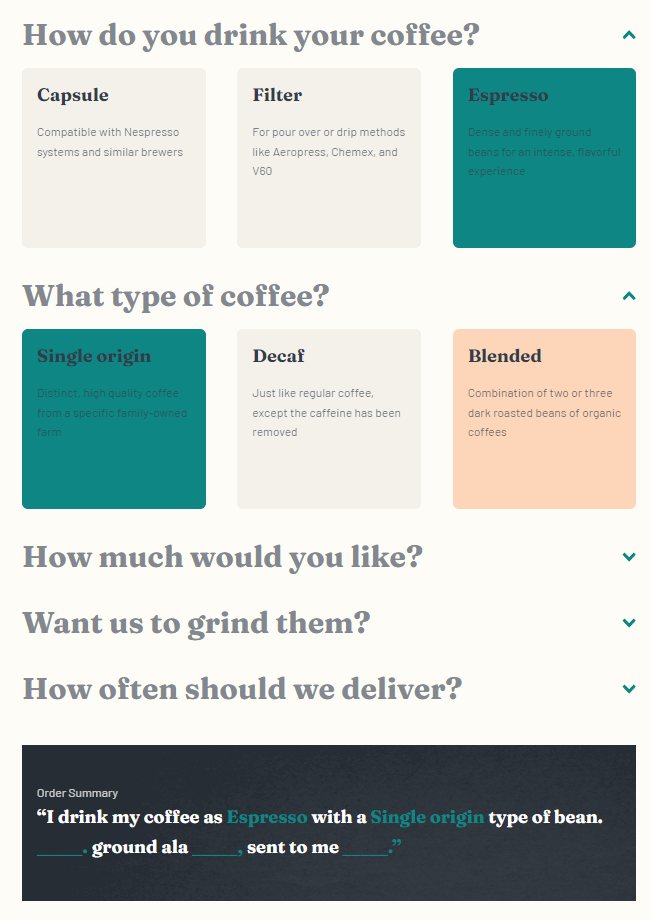 How do you drink your coffee?
Capsule
Compatible with Nespresso
systems and similar brewers
Filter
For pour over or drip methods
like Aeropress, Chemex, and
V60
Espresso
Dense and finely ground
beans for an intense, flavorful
experience
What type of coffee?
Single origin
Distinct, high quality coffee
from a specific family-owned
farm
Decaf
Just like regular coffee,
except the caffeine has been
removed
Blended
Combination of two or three
dark roasted beans of organic
coffees
How much would you like?
Want us to grind them?
How often should we deliver?
Order Summary
“I drink my coffee as Espresso with a Single origin type of bean.
_____. ground ala _____, sent to me _____.”